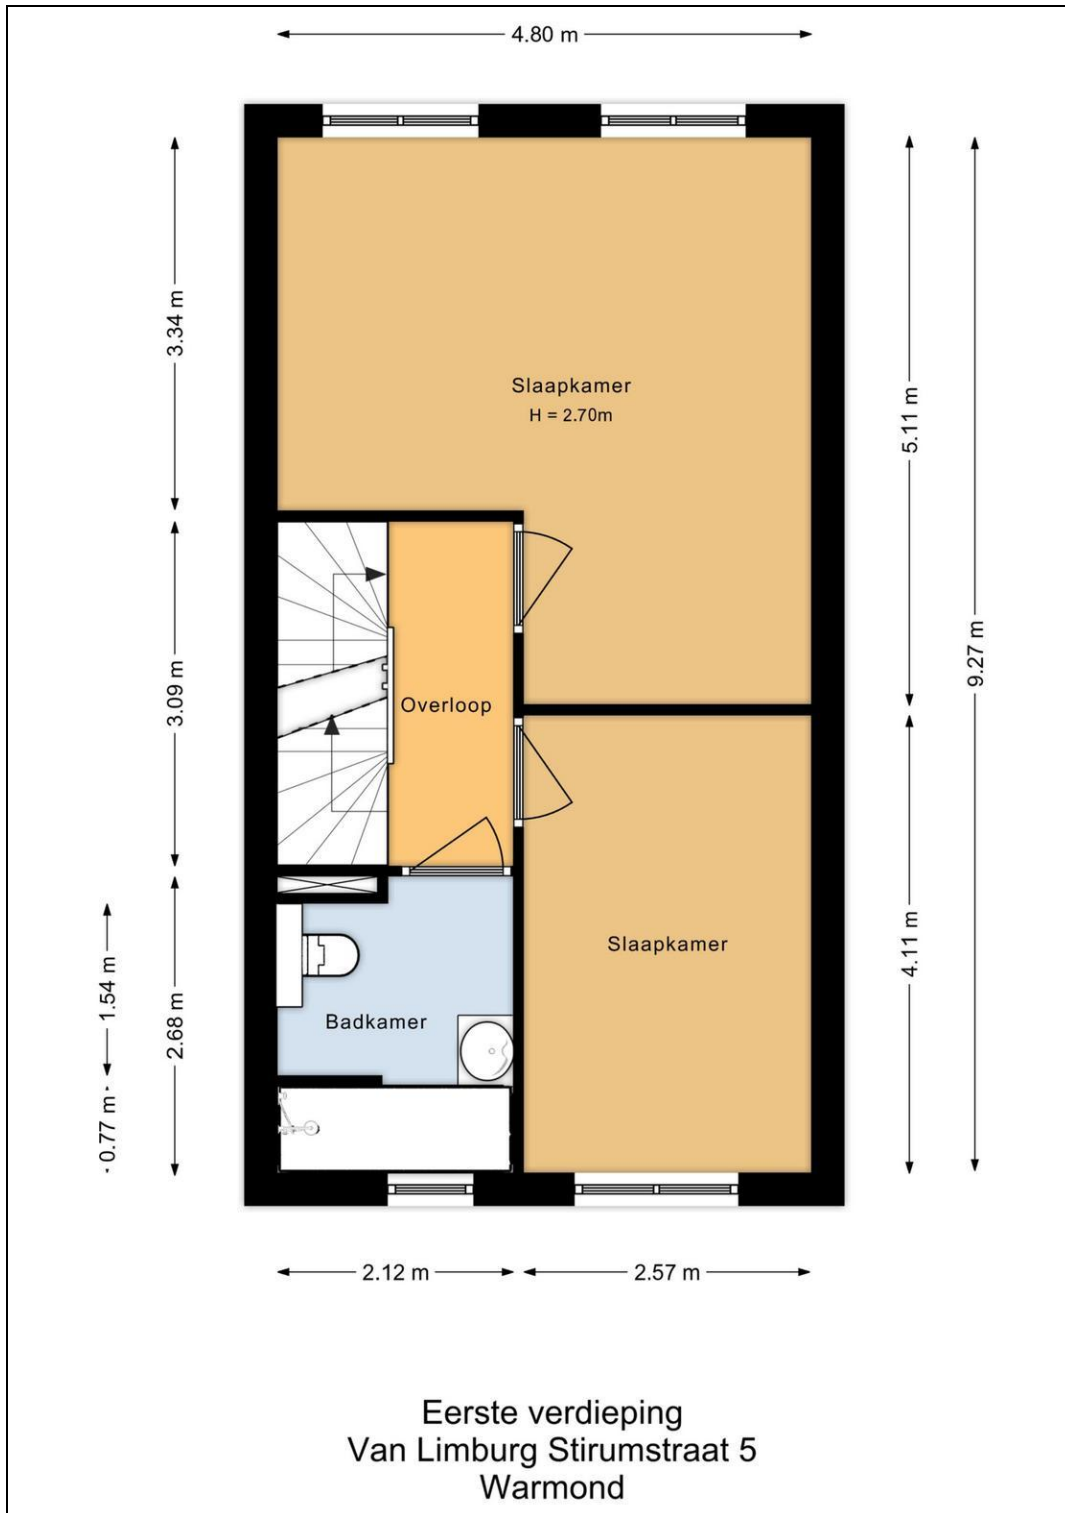 4.80 m
3.34 m
Slaapkamer
H = 2.70m
5.11 m
9.27 m
3.09 m
Overloop
4.11 m
Slaapkamer
1.54 m
2.68 m
Badkamer
0.77 m
2.12 m
2.57 m
Eerste verdieping
Van Limburg Stirumstraat 5
Warmond